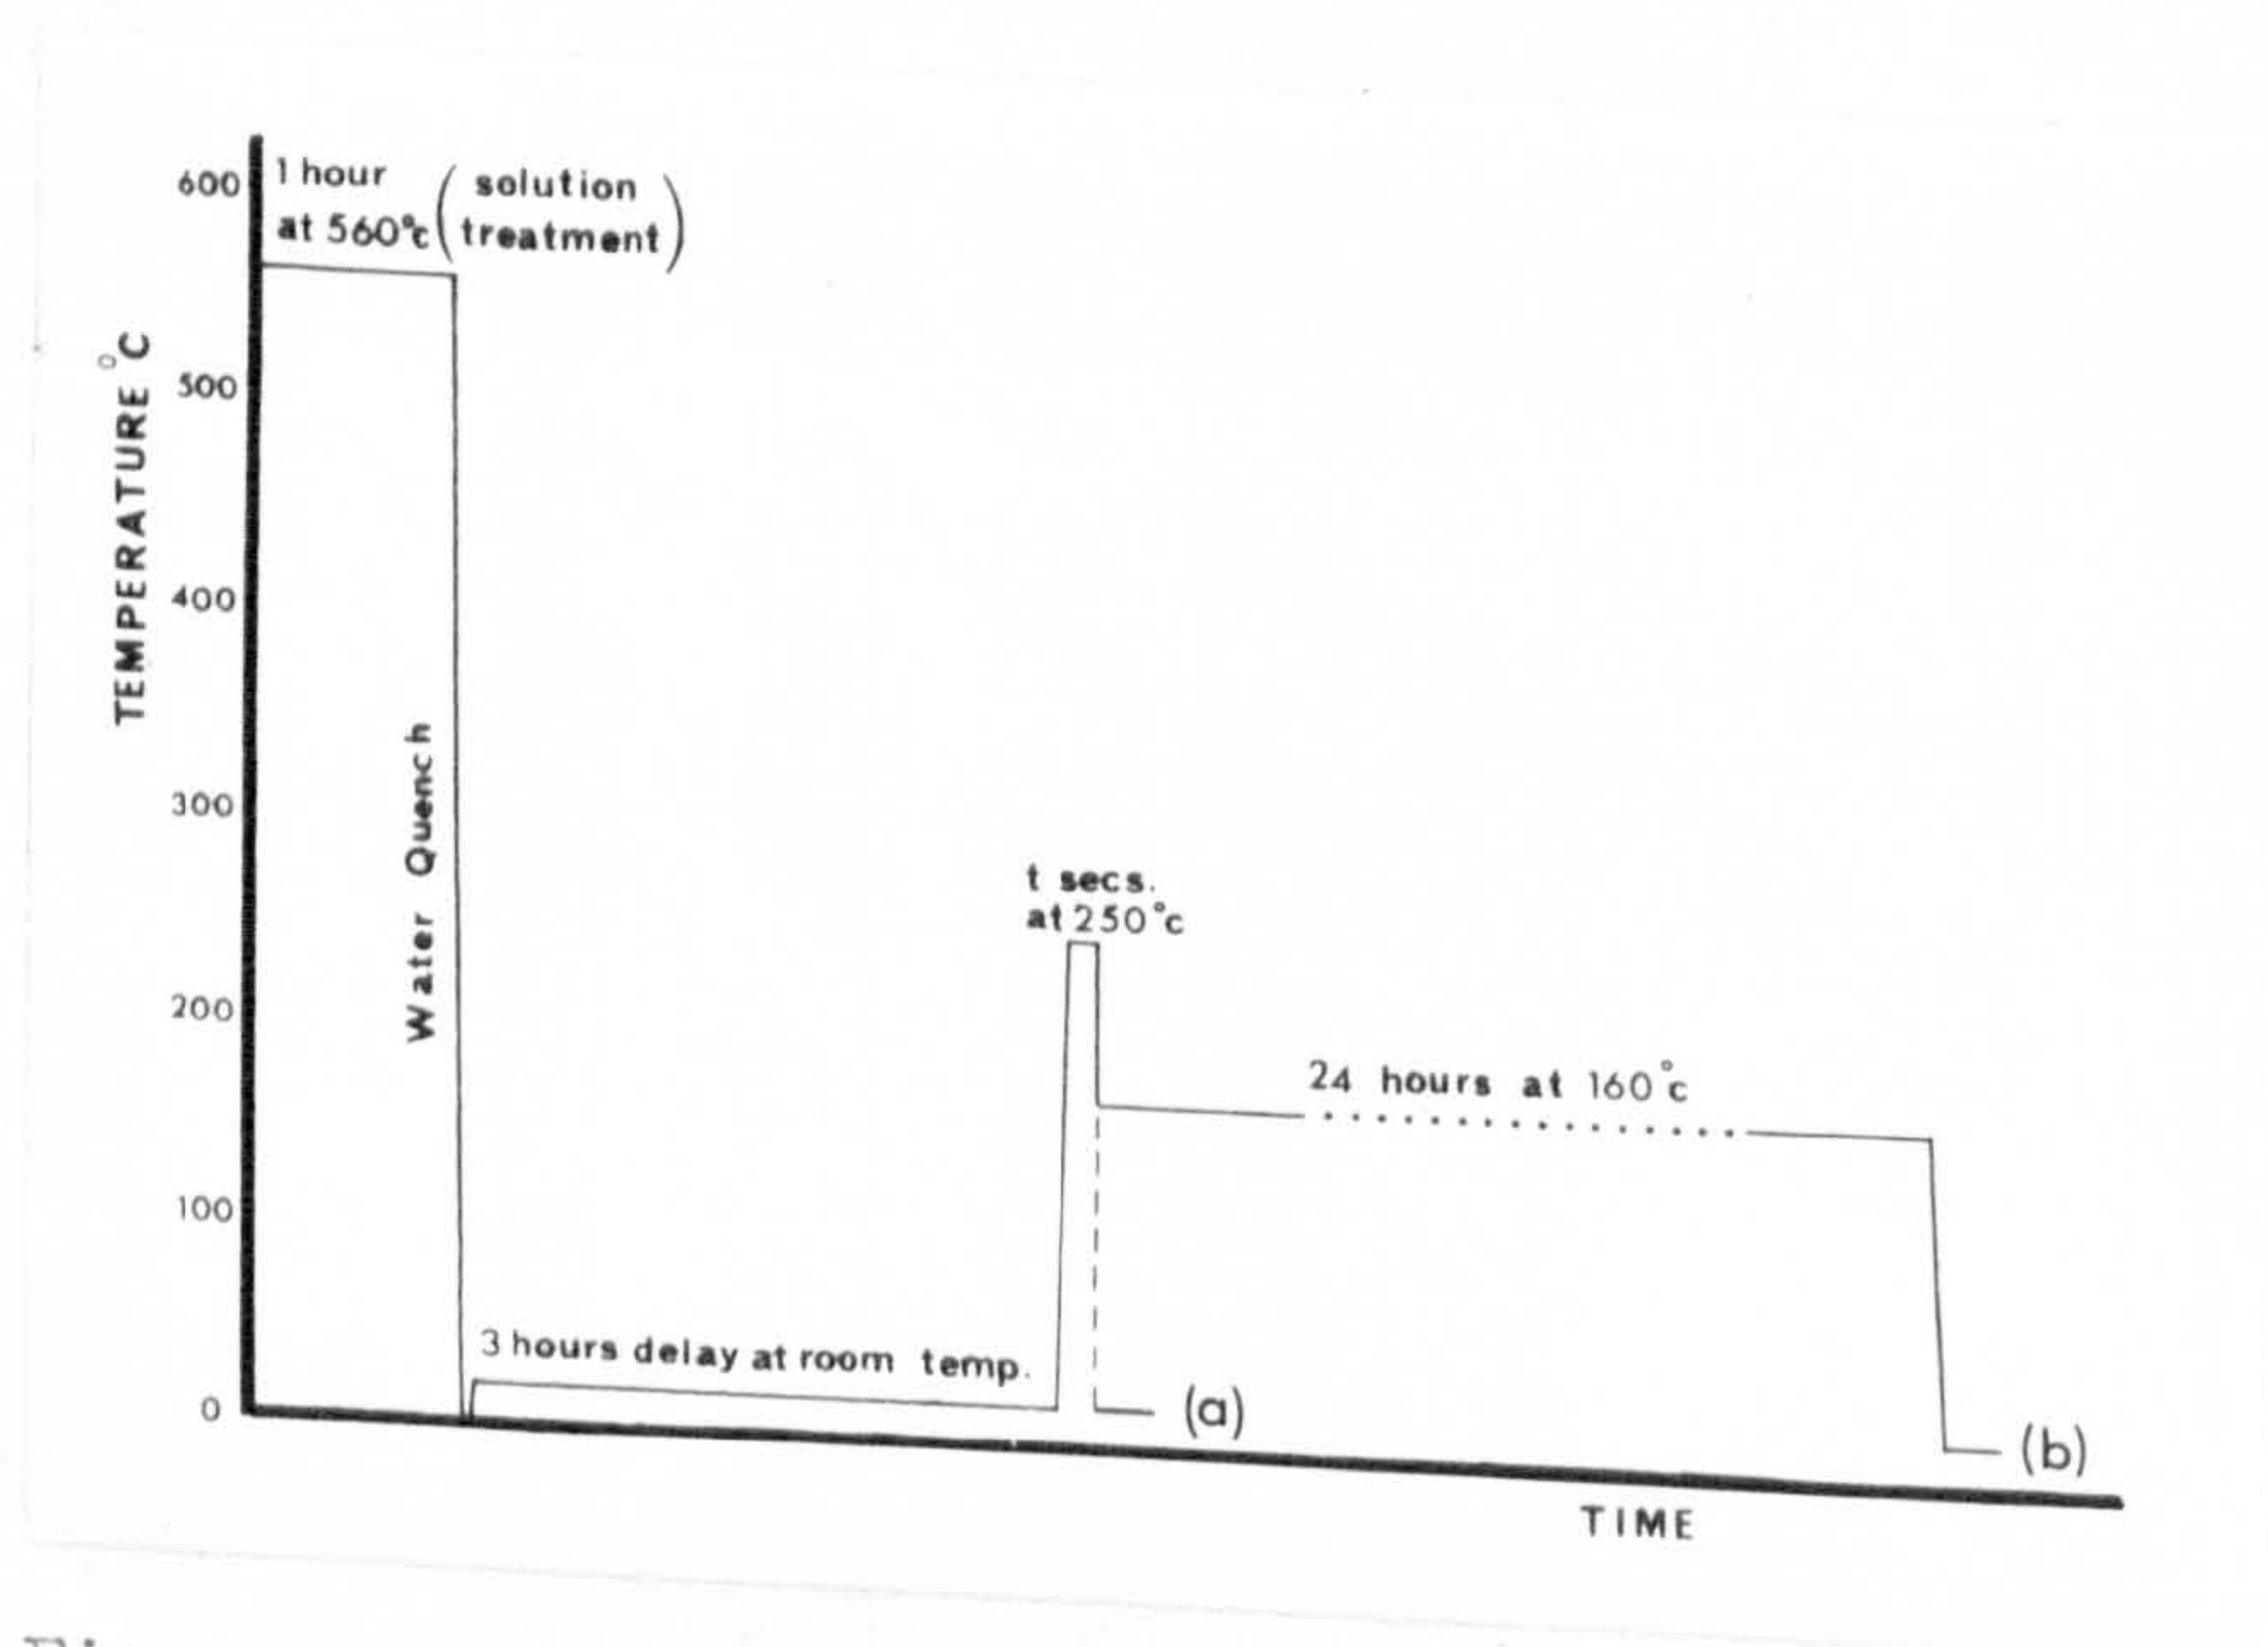 600
500
400
300
200
100
0
TEMPERATURE °C
1 hour
at 560°c
( solution
treatment )
Water Quench
3 hours delay at room temp.
t secs.
at 250°c
24 hours at 160°c
(a)
(b)
TIME